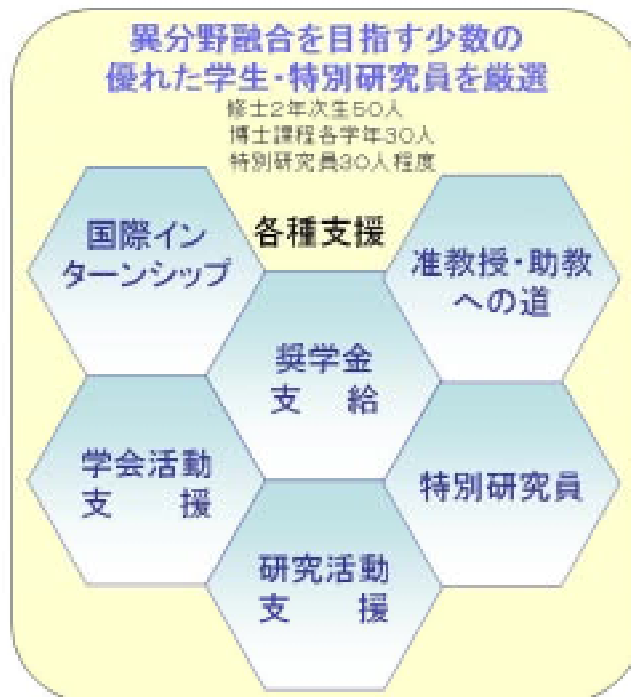 異分野融合を目指す少数の
優れた学生・特別研究員を厳選
修士2年次生50人
博士課程各学年30人
特別研究員30人程度
各種支援
国際イン
ターンシップ
准教授・助教
への道
奨学金
支 給
学会活動
支 援
特別研究員
研究活動
支 援